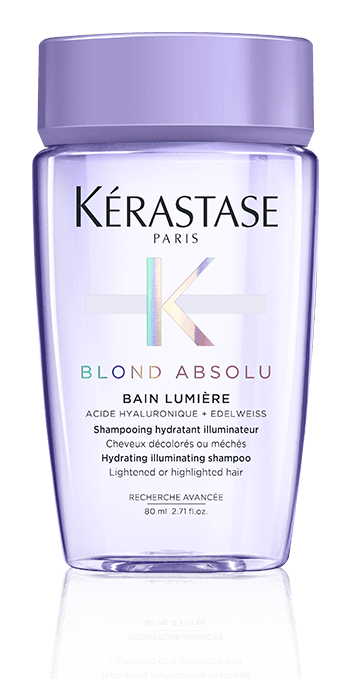 KÉRASTASE
PARIS
K
BLOND ABSOLU
BAIN LUMIÈRE
ACIDE HYALURONIQUE + EDELWEISS
Shampooing hydratant illuminateur
Cheveux décolorés ou méchés
Hydrating illuminating shampoo
Lightened or highlighted hair
RECHERCHE AVANCÉE
80 ml 2.71 fl.oz.